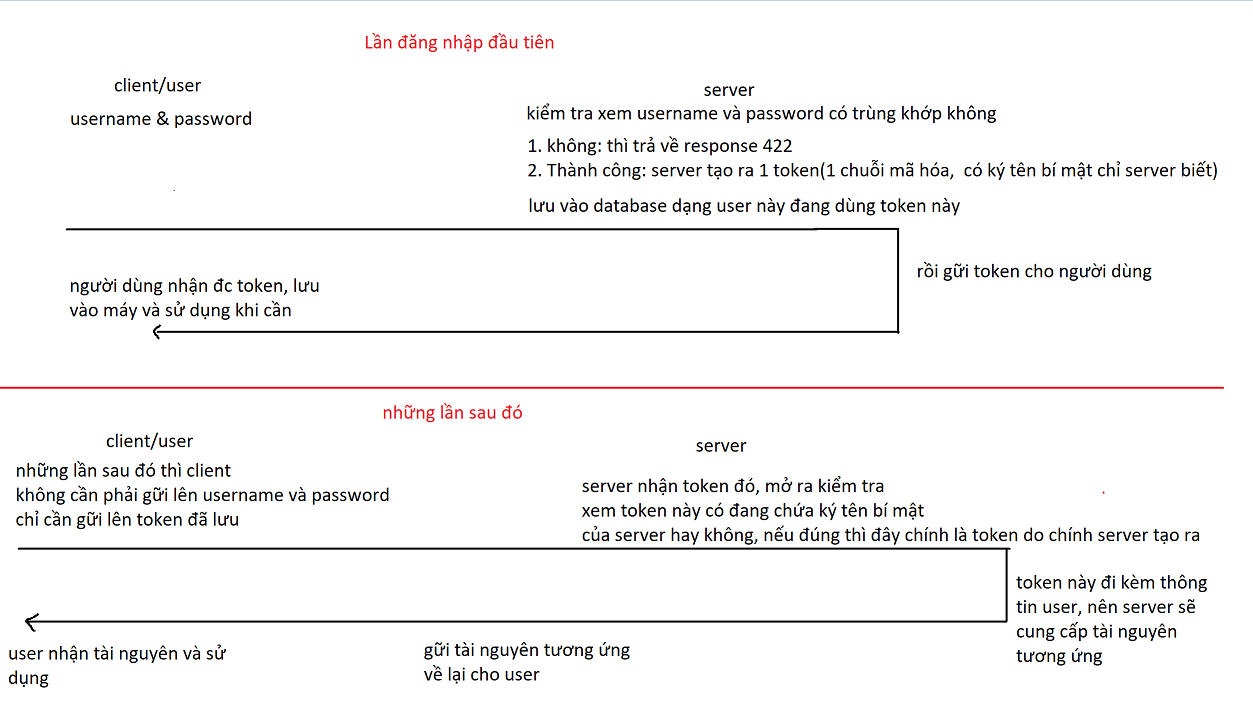 Lần đăng nhập đầu tiên
client/user
username & password
server
kiểm tra xem username và password có trùng khớp không
1. không: thì trả về response 422
2. Thành công: server tạo ra 1 token(1 chuỗi mã hóa, có ký tên bí mật chỉ server biết)
lưu vào database dạng user này đang dùng token này
rồi gữi token cho người dùng
người dùng nhận đc token, lưu
vào máy và sử dụng khi cần
những lần sau đó
client/user
những lần sau đó thì client
không cần phải gữi lên username và password
chỉ cần gữi lên token đã lưu
server
server nhận token đó, mở ra kiểm tra
xem token này có đang chứa ký tên bí mật
của server hay không, nếu đúng thì đây chính là token do chính server tạo ra
token này đi kèm thông
tin user, nên server sẽ
cung cấp tài nguyên
tương ứng
gữi tài nguyên tương ứng
về lại cho user
user nhận tài nguyên và sử
dụng